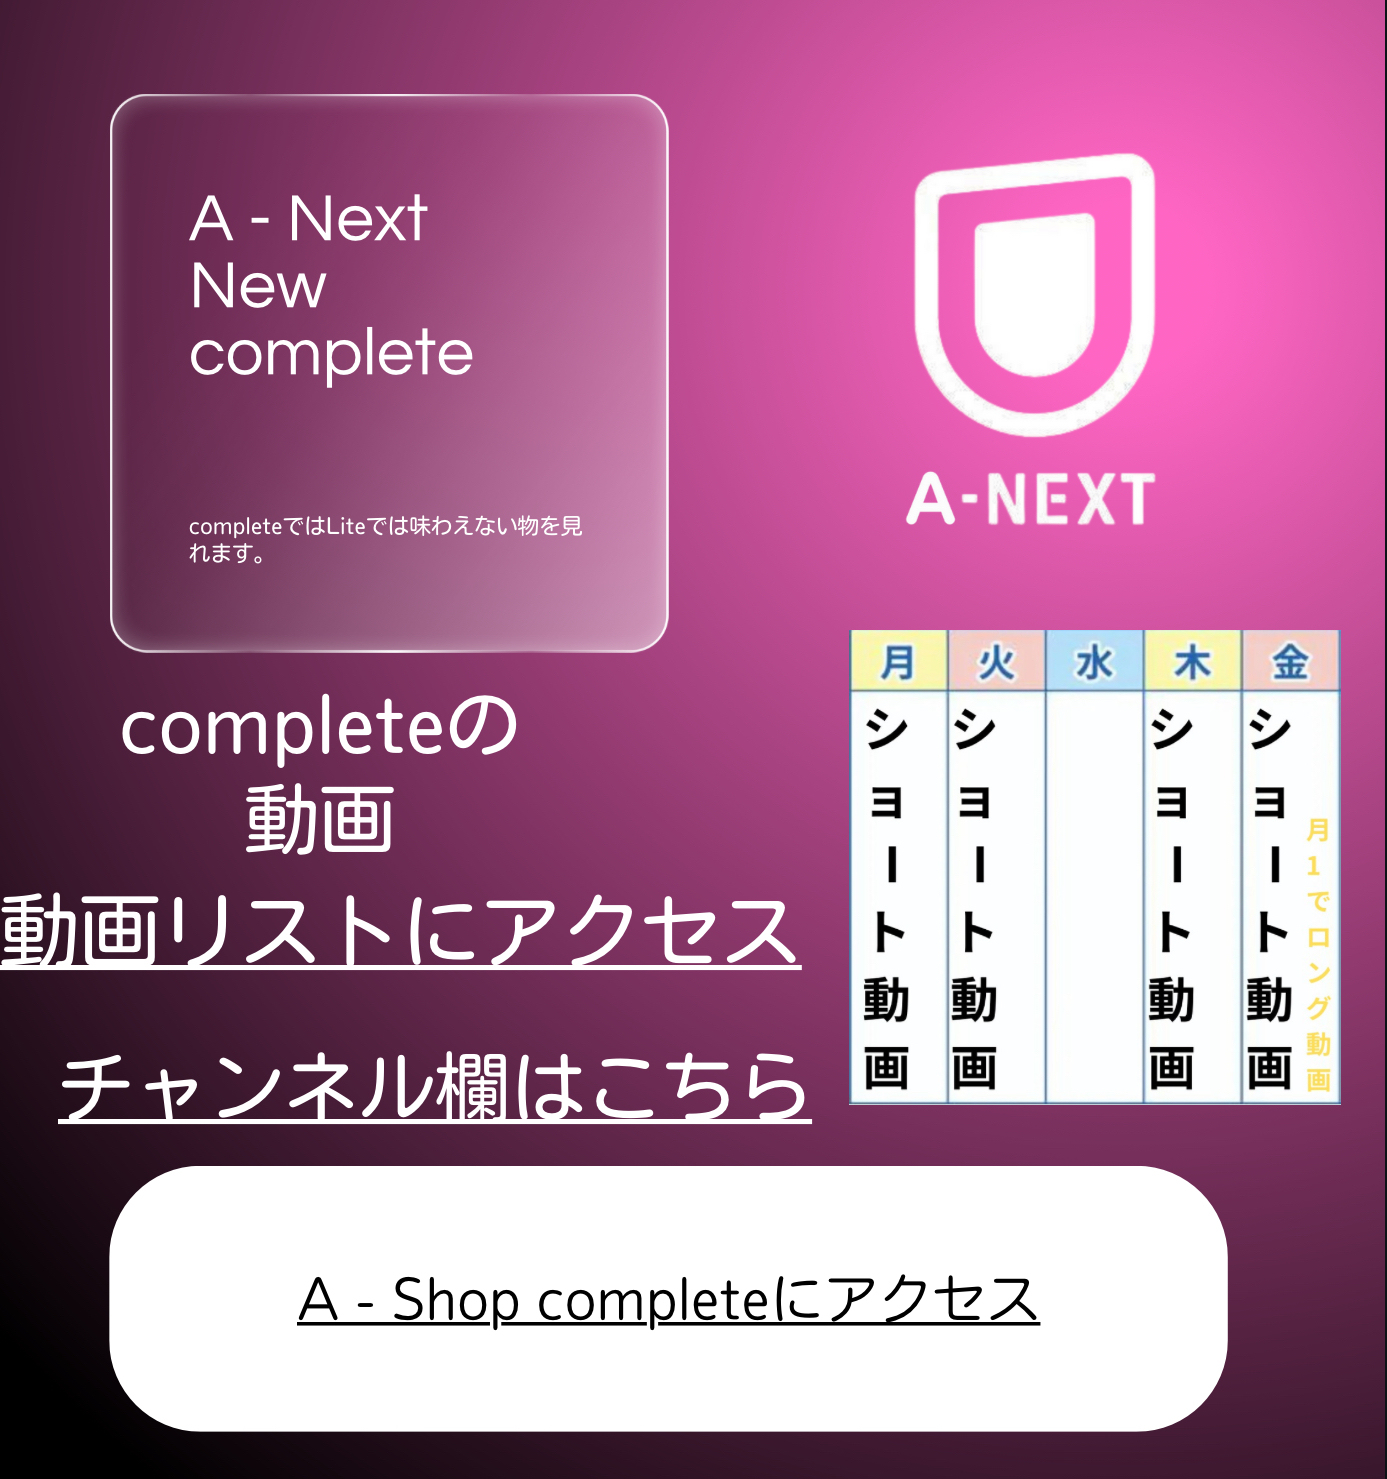 A - Next
New
complete
completeではLiteでは味わえない物を見
れます。
A-NEXT
completeの
動画
動画リストにアクセス
チャンネル欄はこちら
月 火 水 木 金
ショート動画
ショート動画
ショート動画
ショート動画
月1でロング動画
A - Shop completeにアクセス